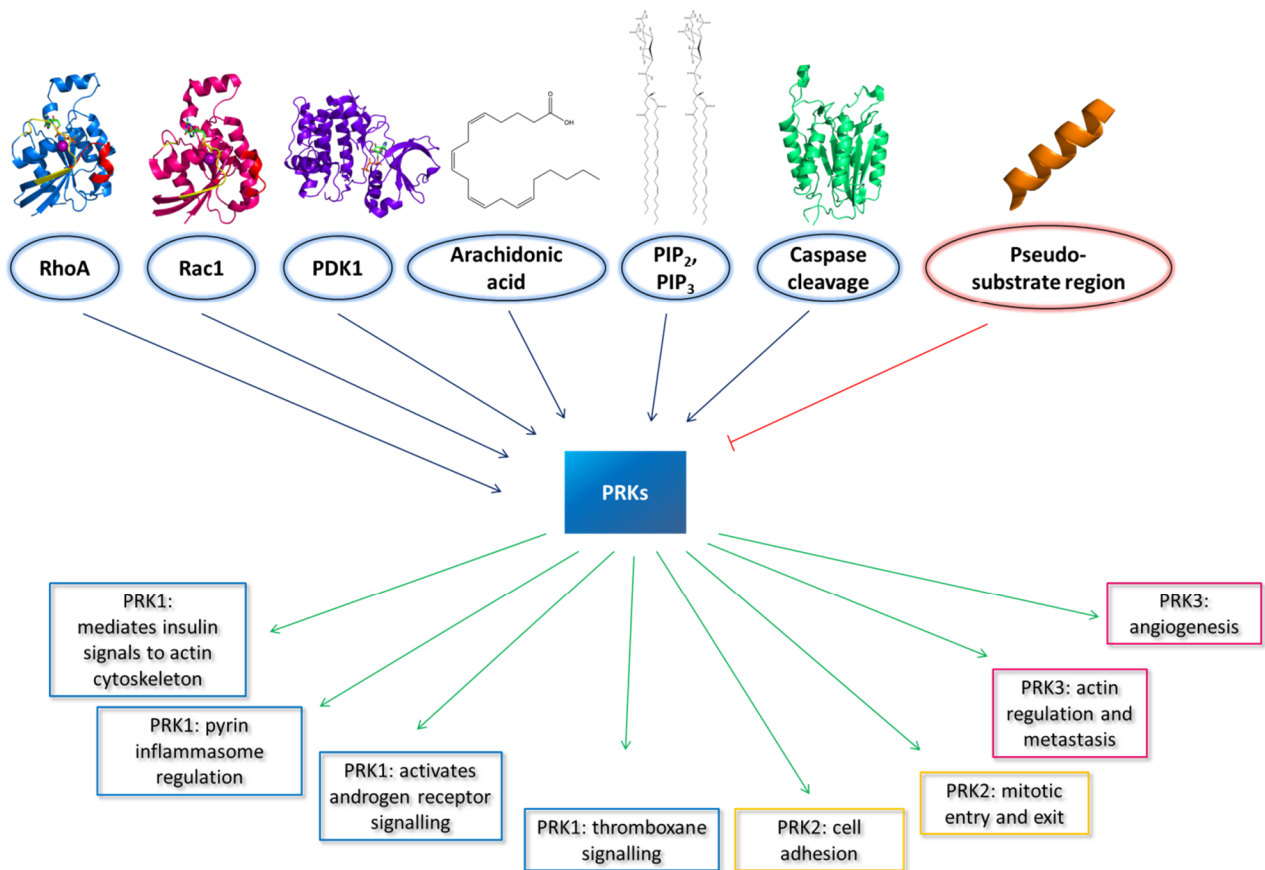 O
OH
RhoA
Rac1
PDK1
Arachidonic
acid
PIP₂,
PIP₃
Caspase
cleavage
Pseudo-
substrate region
PRKs
PRK1:
mediates insulin
signals to actin
cytoskeleton
PRK1: pyrin
inflammasome
regulation
PRK1: activates
androgen receptor
signalling
PRK1: thromboxane
signalling
PRK2: cell
adhesion
PRK2: mitotic
entry and exit
PRK3: actin
regulation and
metastasis
PRK3:
angiogenesis